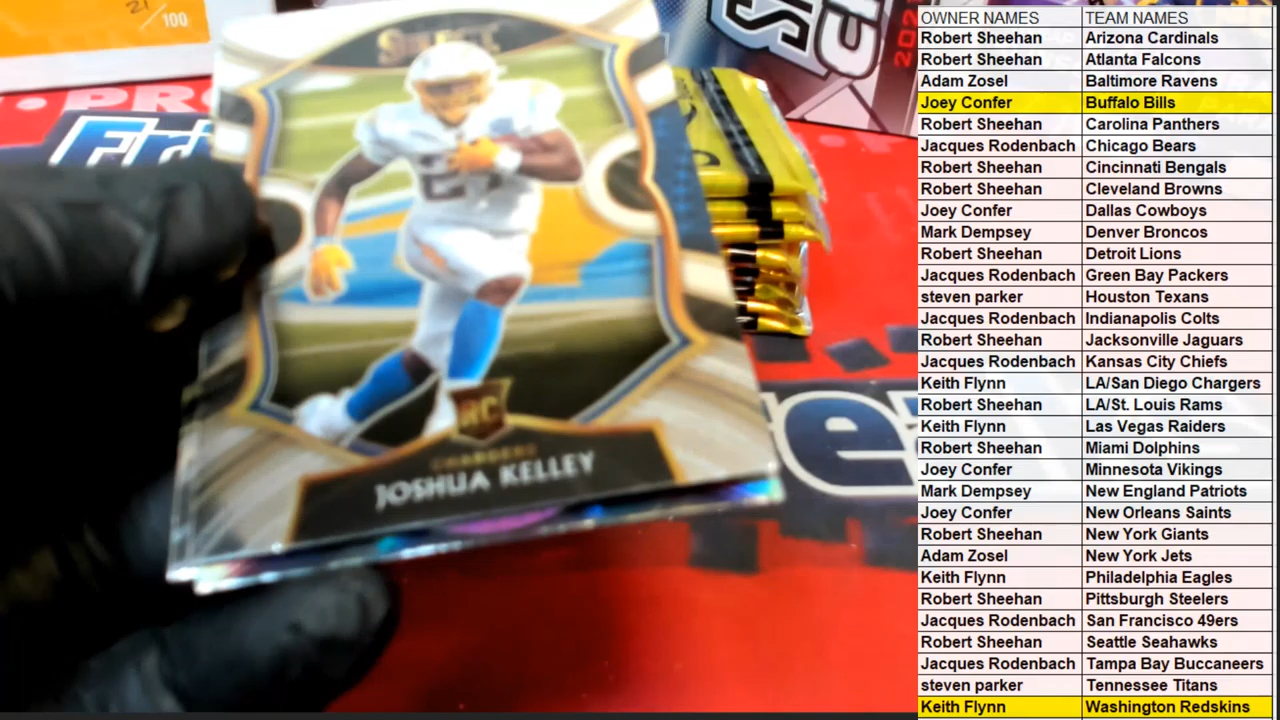 21
/100
SELECT
RC
CHARGERS
JOSHUA KELLEY
OWNER NAMES TEAM NAMES
Robert Sheehan Arizona Cardinals
Robert Sheehan Atlanta Falcons
Adam Zosel Baltimore Ravens
Joey Confer Buffalo Bills
Robert Sheehan Carolina Panthers
Jacques Rodenbach Chicago Bears
Robert Sheehan Cincinnati Bengals
Robert Sheehan Cleveland Browns
Joey Confer Dallas Cowboys
Mark Dempsey Denver Broncos
Robert Sheehan Detroit Lions
Jacques Rodenbach Green Bay Packers
steven parker Houston Texans
Jacques Rodenbach Indianapolis Colts
Robert Sheehan Jacksonville Jaguars
Jacques Rodenbach Kansas City Chiefs
Keith Flynn LA/San Diego Chargers
Robert Sheehan LA/St. Louis Rams
Keith Flynn Las Vegas Raiders
Robert Sheehan Miami Dolphins
Joey Confer Minnesota Vikings
Mark Dempsey New England Patriots
Joey Confer New Orleans Saints
Robert Sheehan New York Giants
Adam Zosel New York Jets
Keith Flynn Philadelphia Eagles
Robert Sheehan Pittsburgh Steelers
Jacques Rodenbach San Francisco 49ers
Robert Sheehan Seattle Seahawks
Jacques Rodenbach Tampa Bay Buccaneers
steven parker Tennessee Titans
Keith Flynn Washington Redskins